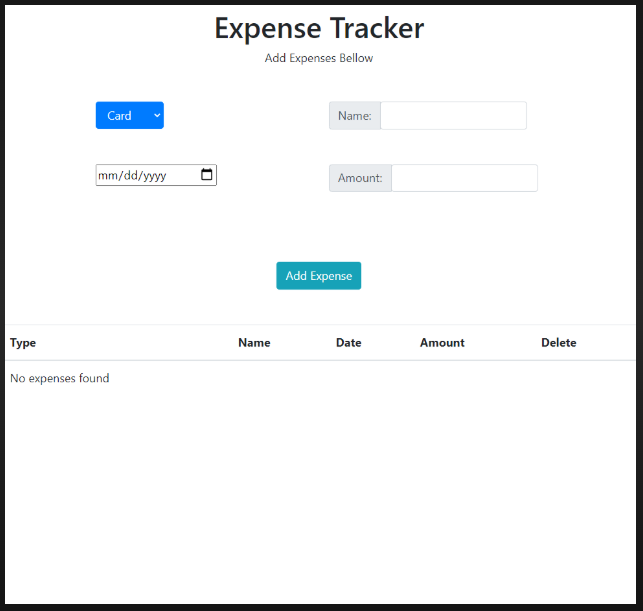 Expense Tracker
Add Expenses Bellow
Card
Name:
mm/dd/yyyy
Amount:
Add Expense
Type Name Date Amount Delete
No expenses found